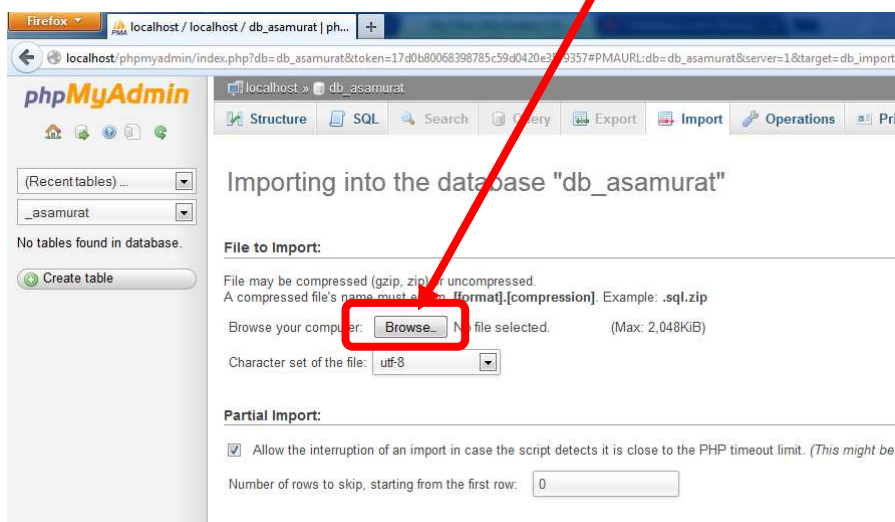 Firefox
localhost / localhost / db_asamurat | ph...
localhost/phpmyadmin/index.php?db=db_asamurat&token=17d0b80068398785c59d0420e 9357#PMAURL:db=db_asamurat&server=1&target=db_import
phpMyAdmin
localhost » db_asamurat
Structure SQL Search Query Export Import Operations Pri
(Recent tables) ...
_asamurat
No tables found in database.
Create table
Importing into the database "db_asamurat"
File to Import:
File may be compressed (gzip, zip) or uncompressed.
A compressed file's name must end in .[format].[compression]. Example: .sql.zip
Browse your computer: Browse... No file selected. (Max: 2,048KiB)
Character set of the file: utf-8
Partial Import:
Allow the interruption of an import in case the script detects it is close to the PHP timeout limit. (This might be
Number of rows to skip, starting from the first row: 0